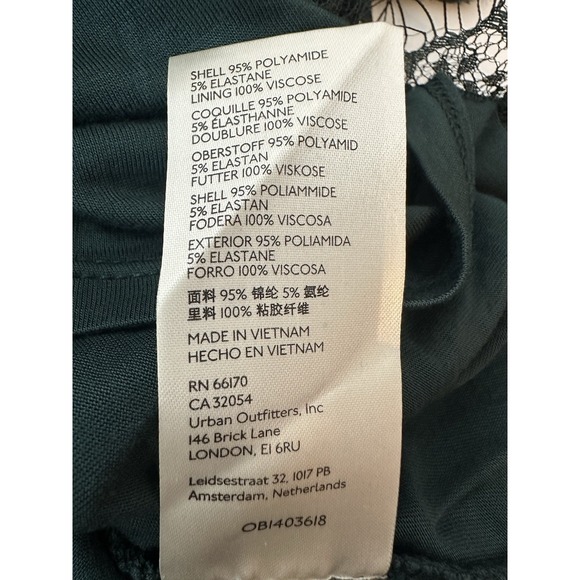 SHELL 95% POLYAMIDE
5% ELASTANE
LINING 100% VISCOSE
COQUILLE 95% POLYAMIDE
5% ÉLASTHANNE
DOUBLURE 100% VISCOSE
OBERSTOFF 95% POLYAMID
5% ELASTAN
FUTTER 100% VISKOSE
SHELL 95% POLIAMMIDE
5% ELASTAN
FODERA 100% VISCOSA
EXTERIOR 95% POLIAMIDA
5% ELASTANE
FORRO 100% VISCOSA
面料 95% 锦纶 5% 氨纶
里料 100% 粘胶纤维
MADE IN VIETNAM
HECHO EN VIETNAM
RN 66170
CA 32054
Urban Outfitters, Inc
146 Brick Lane
LONDON, E1 6RU
Leidsestraat 32, 1017 PB
Amsterdam, Netherlands
OB1403618